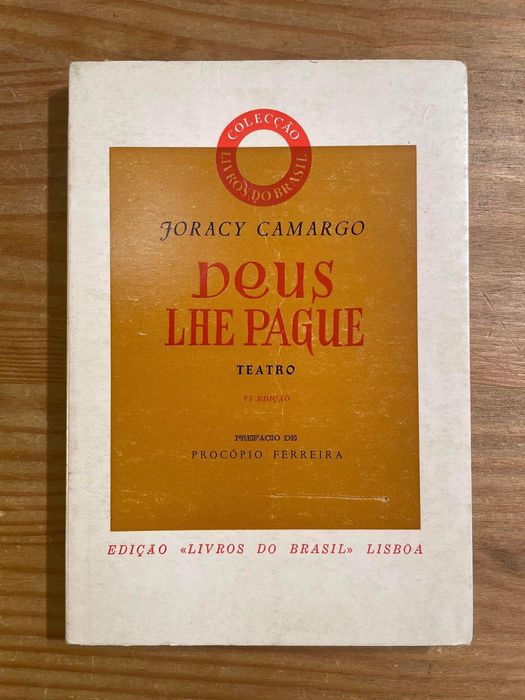 COLECÇÃO
LIVROS DO BRASIL
JORACY CAMARGO
DEUS
LHE PAGUE
TEATRO
VI EDIÇÃO
PREFACIO DE
PROCÓPIO FERREIRA
EDIÇÃO «LIVROS DO BRASIL» LISBOA